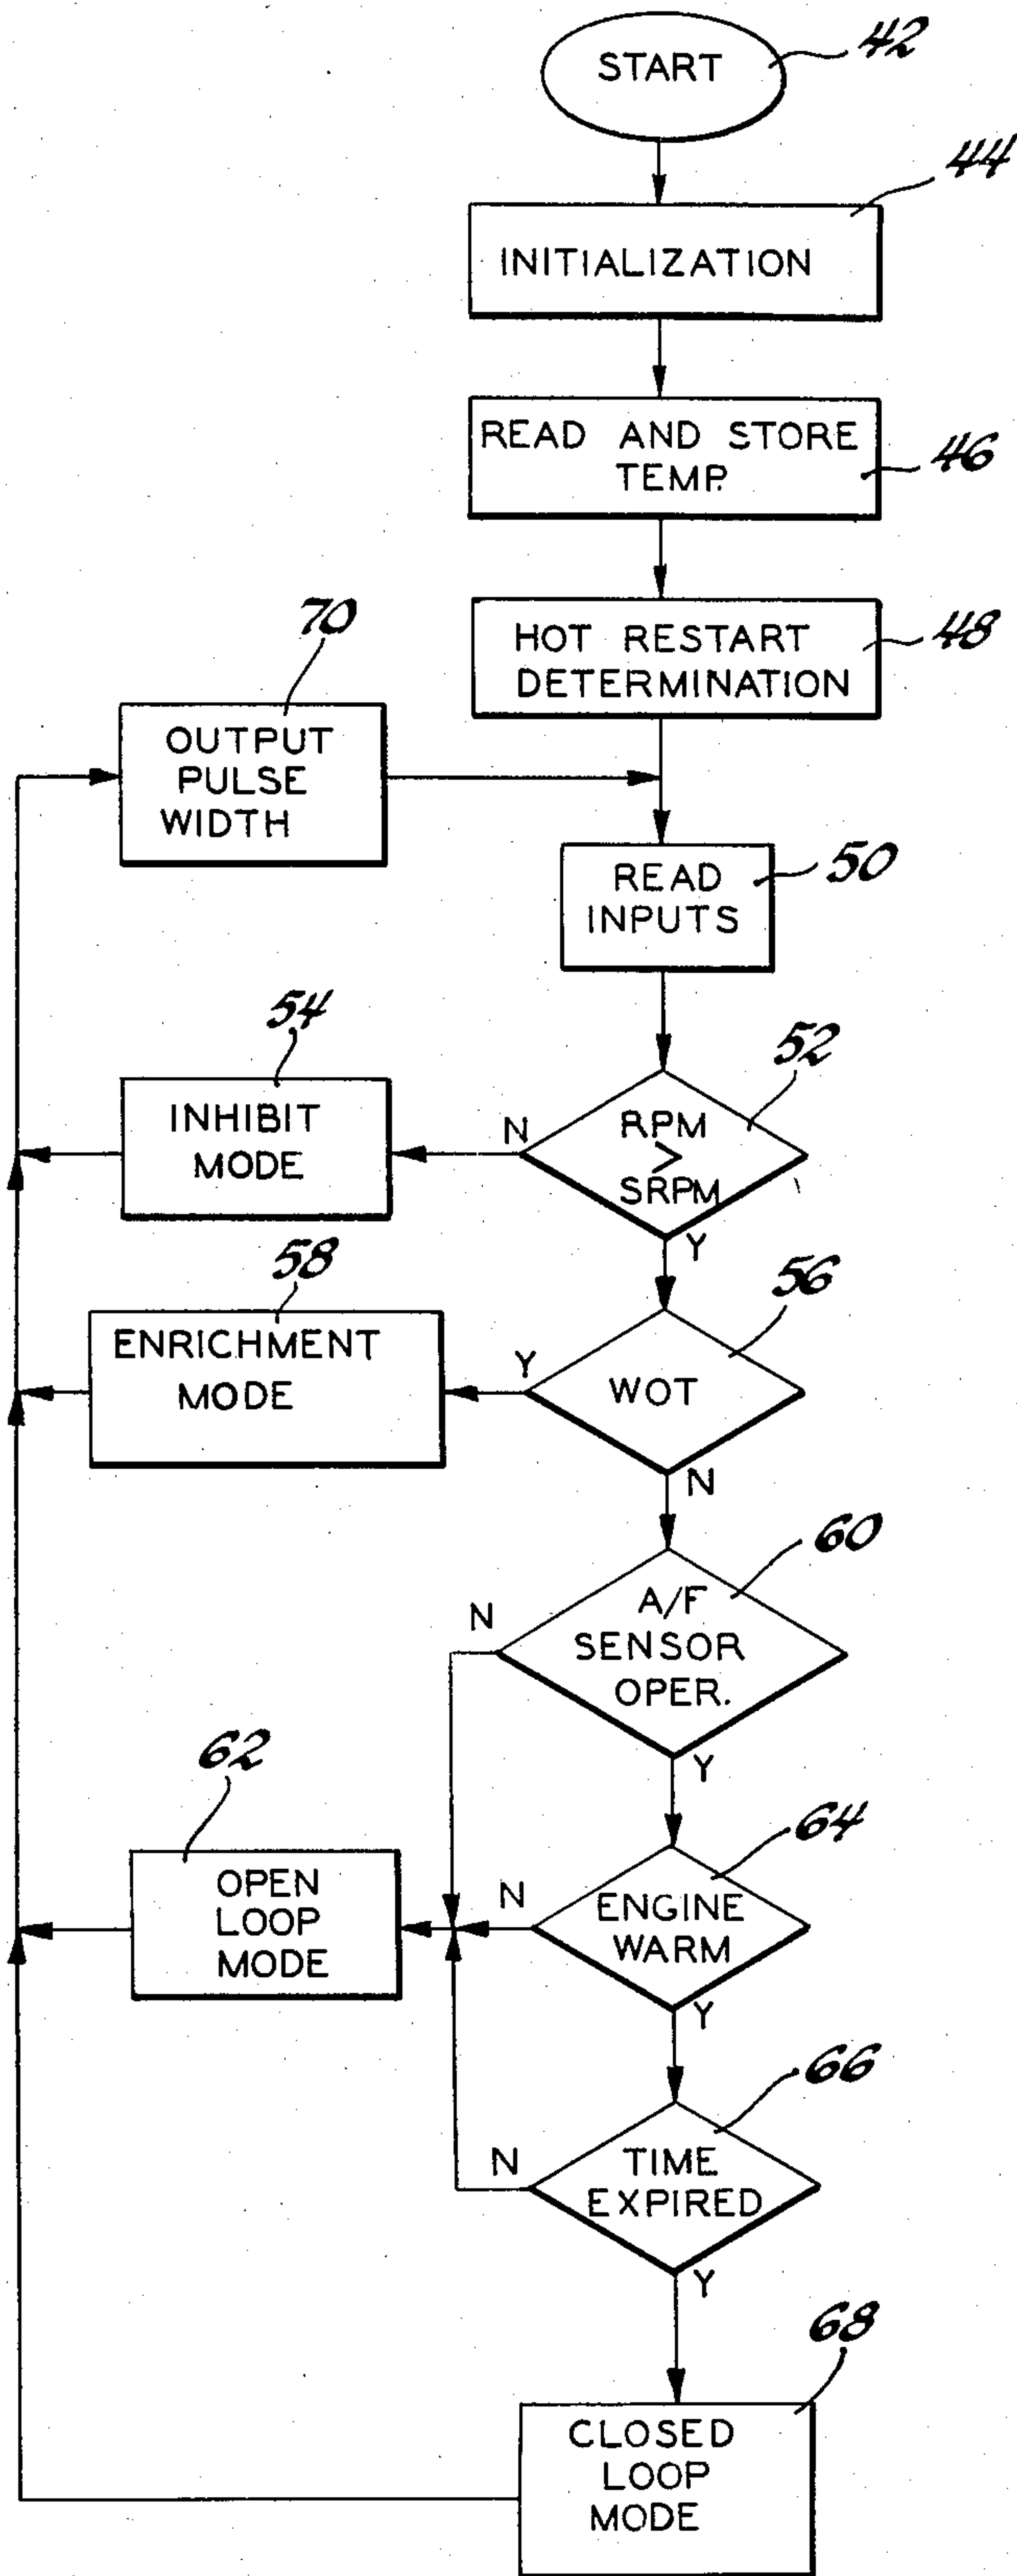 START
42
44
INITIALIZATION
READ AND STORE
TEMP.
46
70
HOT RESTART
DETERMINATION
48
OUTPUT
PULSE
WIDTH
READ
INPUTS
50
54
52
INHIBIT
MODE
N
RPM
>
SRPM
Y
58
56
ENRICHMENT
MODE
Y
WOT
N
60
N
A/F
SENSOR
OPER.
Y
62
64
OPEN
LOOP
MODE
N
ENGINE
WARM
Y
66
N
TIME
EXPIRED
Y
68
CLOSED
LOOP
MODE